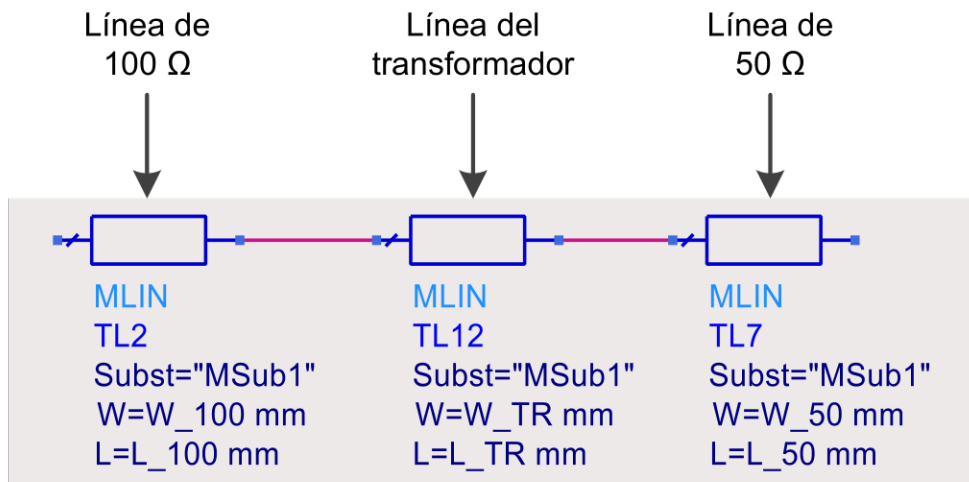 Línea de
100 Ω
Línea del
transformador
Línea de
50 Ω
MLIN
TL2
Subst="MSub1"
W=W_100 mm
L=L_100 mm
MLIN
TL12
Subst="MSub1"
W=W_TR mm
L=L_TR mm
MLIN
TL7
Subst="MSub1"
W=W_50 mm
L=L_50 mm